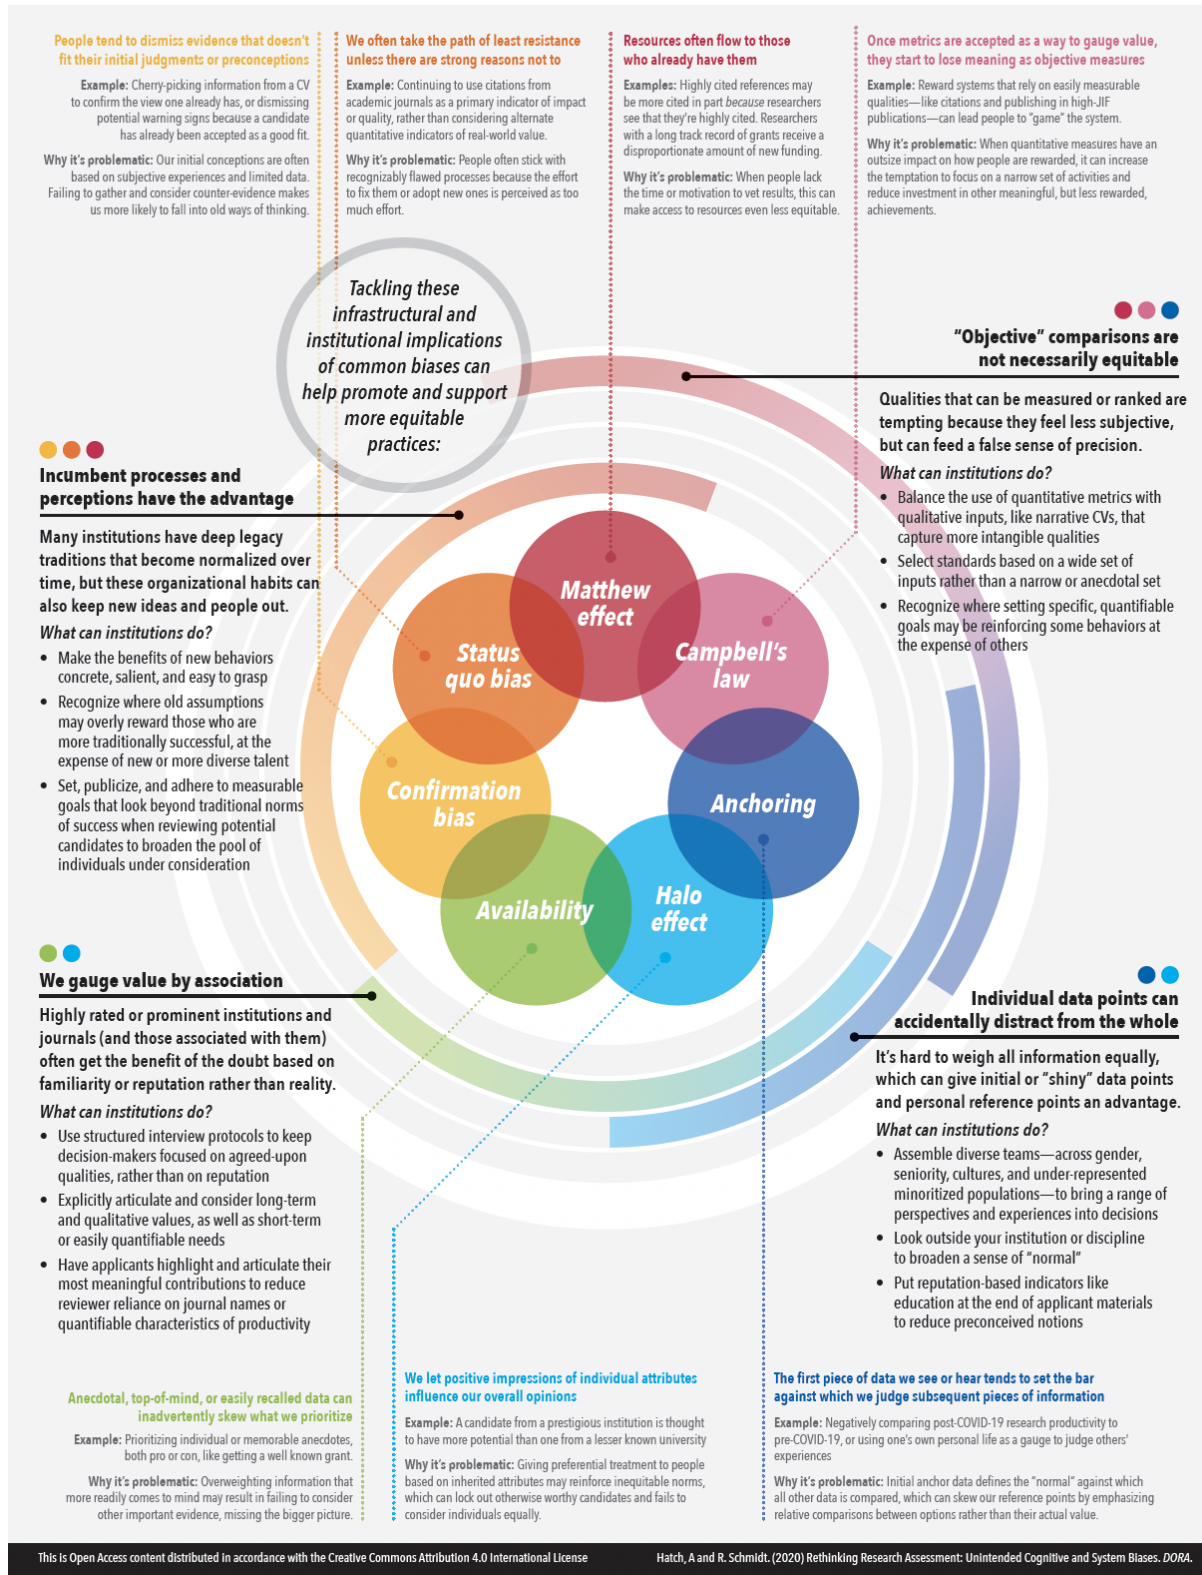 People tend to dismiss evidence that doesn't
fit their initial judgments or preconceptions
Example: Cherry-picking information from a CV
to confirm the view one already has, or dismissing
potential warning signs because a candidate
has already been accepted as a good fit.
Why it's problematic: Our initial conceptions are often
based on subjective experiences and limited data.
Failing to gather and consider counter-evidence makes
us more likely to fall into old ways of thinking.
We often take the path of least resistance
unless there are strong reasons not to
Example: Continuing to use citations from
academic journals as a primary indicator of impact
or quality, rather than considering alternate
quantitative indicators of real-world value.
Why it's problematic: People often stick with
recognizably flawed processes because the effort
to fix them or adopt new ones is perceived as too
much effort.
Resources often flow to those
who already have them
Examples: Highly cited references may
be more cited in part because researchers
see that they're highly cited. Researchers
with a long track record of grants receive a
disproportionate amount of new funding.
Why it's problematic: When people lack
the time or motivation to vet results, this can
make access to resources even less equitable.
Once metrics are accepted as a way to gauge value,
they start to lose meaning as objective measures
Example: Reward systems that rely on easily measurable
qualities—like citations and publishing in high-JIF
publications—can lead people to "game" the system.
Why it's problematic: When quantitative measures have an
outsize impact on how people are rewarded, it can increase
the temptation to focus on a narrow set of activities and
reduce investment in other meaningful, but less rewarded,
achievements.
Tackling these
infrastructural and
institutional implications
of common biases can
help promote and support
more equitable
practices:
"Objective" comparisons are
not necessarily equitable
Qualities that can be measured or ranked are
tempting because they feel less subjective,
but can feed a false sense of precision.
What can institutions do?
• Balance the use of quantitative metrics with
qualitative inputs, like narrative CVs, that
capture more intangible qualities
• Select standards based on a wide set of
inputs rather than a narrow or anecdotal set
• Recognize where setting specific, quantifiable
goals may be reinforcing some behaviors at
the expense of others
Incumbent processes and
perceptions have the advantage
Many institutions have deep legacy
traditions that become normalized over
time, but these organizational habits can
also keep new ideas and people out.
What can institutions do?
• Make the benefits of new behaviors
concrete, salient, and easy to grasp
• Recognize where old assumptions
may overly reward those who are
more traditionally successful, at the
expense of new or more diverse talent
• Set, publicize, and adhere to measurable
goals that look beyond traditional norms
of success when reviewing potential
candidates to broaden the pool of
individuals under consideration
Matthew
effect
Status
quo bias
Campbell's
law
Confirmation
bias
Anchoring
Availability
Halo
effect
We gauge value by association
Highly rated or prominent institutions and
journals (and those associated with them)
often get the benefit of the doubt based on
familiarity or reputation rather than reality.
What can institutions do?
• Use structured interview protocols to keep
decision-makers focused on agreed-upon
qualities, rather than on reputation
• Explicitly articulate and consider long-term
and qualitative values, as well as short-term
or easily quantifiable needs
• Have applicants highlight and articulate their
most meaningful contributions to reduce
reviewer reliance on journal names or
quantifiable characteristics of productivity
Individual data points can
accidentally distract from the whole
It's hard to weigh all information equally,
which can give initial or "shiny" data points
and personal reference points an advantage.
What can institutions do?
• Assemble diverse teams—across gender,
seniority, cultures, and under-represented
minoritized populations—to bring a range of
perspectives and experiences into decisions
• Look outside your institution or discipline
to broaden a sense of "normal"
• Put reputation-based indicators like
education at the end of applicant materials
to reduce preconceived notions
Anecdotal, top-of-mind, or easily recalled data can
inadvertently skew what we prioritize
Example: Prioritizing individual or memorable anecdotes,
both pro or con, like getting a well known grant.
Why it's problematic: Overweighting information that
more readily comes to mind may result in failing to consider
other important evidence, missing the bigger picture.
We let positive impressions of individual attributes
influence our overall opinions
Example: A candidate from a prestigious institution is thought
to have more potential than one from a lesser known university
Why it's problematic: Giving preferential treatment to people
based on inherited attributes may reinforce inequitable norms,
which can lock out otherwise worthy candidates and fails to
consider individuals equally.
The first piece of data we see or hear tends to set the bar
against which we judge subsequent pieces of information
Example: Negatively comparing post-COVID-19 research productivity to
pre-COVID-19, or using one's own personal life as a gauge to judge others'
experiences
Why it's problematic: Initial anchor data defines the "normal" against which
all other data is compared, which can skew our reference points by emphasizing
relative comparisons between options rather than their actual value.
This is Open Access content distributed in accordance with the Creative Commons Attribution 4.0 International License
Hatch, A and R. Schmidt. (2020) Rethinking Research Assessment: Unintended Cognitive and System Biases. DORA.